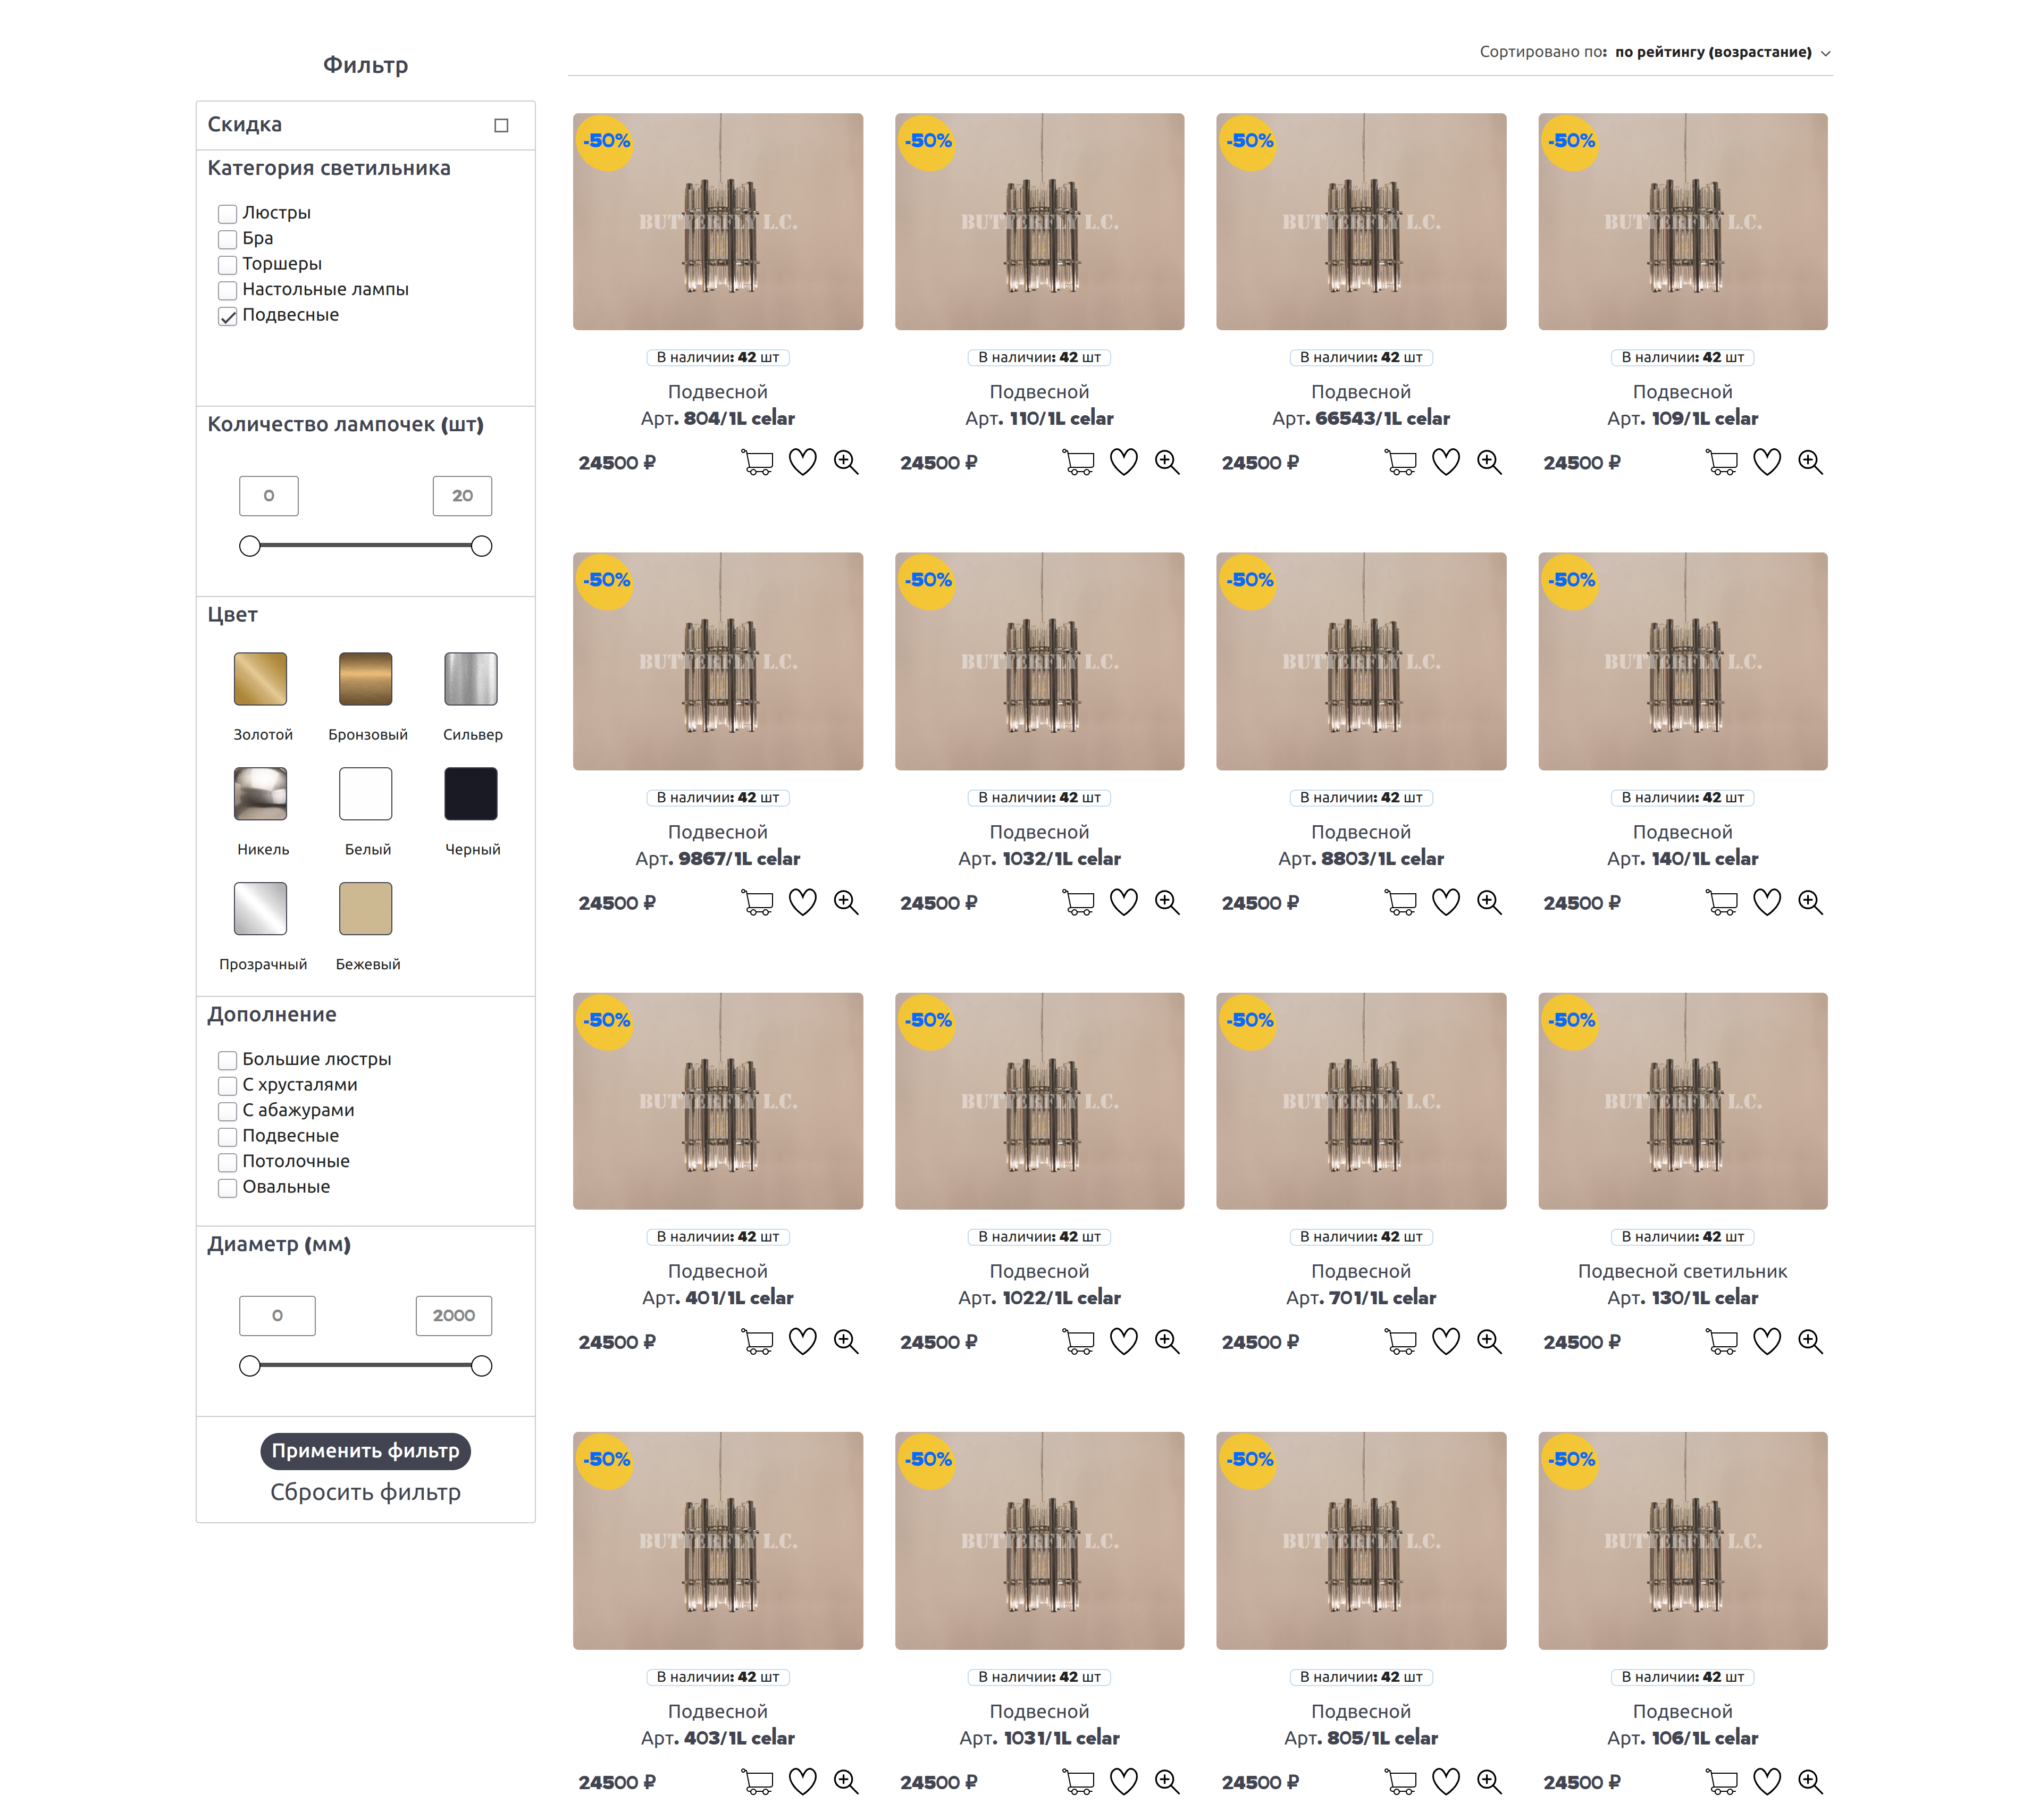 Сортировано по: по рейтингу (возрастание)
Фильтр
Скидка
Категория светильника
Люстры
Бра
Торшеры
Настольные лампы
Подвесные
Количество лампочек (шт)
0 20
Цвет
Золотой Бронзовый Сильвер
Никель Белый Черный
Прозрачный Бежевый
Дополнение
Большие люстры
С хрусталями
С абажурами
Подвесные
Потолочные
Овальные
Диаметр (мм)
0 2000
Применить фильтр
Сбросить фильтр
-50% -50% -50% -50%
BUTTERFLY L.C. BUTTERFLY L.C. BUTTERFLY L.C. BUTTERFLY L.C.
В наличии: 42 шт В наличии: 42 шт В наличии: 42 шт В наличии: 42 шт
Подвесной Подвесной Подвесной Подвесной
Арт. 804/1L celar Арт. 110/1L celar Арт. 66543/1L celar Арт. 109/1L celar
24500 ₽ 24500 ₽ 24500 ₽ 24500 ₽
-50% -50% -50% -50%
BUTTERFLY L.C. BUTTERFLY L.C. BUTTERFLY L.C. BUTTERFLY L.C.
В наличии: 42 шт В наличии: 42 шт В наличии: 42 шт В наличии: 42 шт
Подвесной Подвесной Подвесной Подвесной
Арт. 9867/1L celar Арт. 1032/1L celar Арт. 8803/1L celar Арт. 140/1L celar
24500 ₽ 24500 ₽ 24500 ₽ 24500 ₽
-50% -50% -50% -50%
BUTTERFLY L.C. BUTTERFLY L.C. BUTTERFLY L.C. BUTTERFLY L.C.
В наличии: 42 шт В наличии: 42 шт В наличии: 42 шт В наличии: 42 шт
Подвесной Подвесной Подвесной Подвесной светильник
Арт. 401/1L celar Арт. 1022/1L celar Арт. 701/1L celar Арт. 130/1L celar
24500 ₽ 24500 ₽ 24500 ₽ 24500 ₽
-50% -50% -50% -50%
BUTTERFLY L.C. BUTTERFLY L.C. BUTTERFLY L.C. BUTTERFLY L.C.
В наличии: 42 шт В наличии: 42 шт В наличии: 42 шт В наличии: 42 шт
Подвесной Подвесной Подвесной Подвесной
Арт. 403/1L celar Арт. 1031/1L celar Арт. 805/1L celar Арт. 106/1L celar
24500 ₽ 24500 ₽ 24500 ₽ 24500 ₽